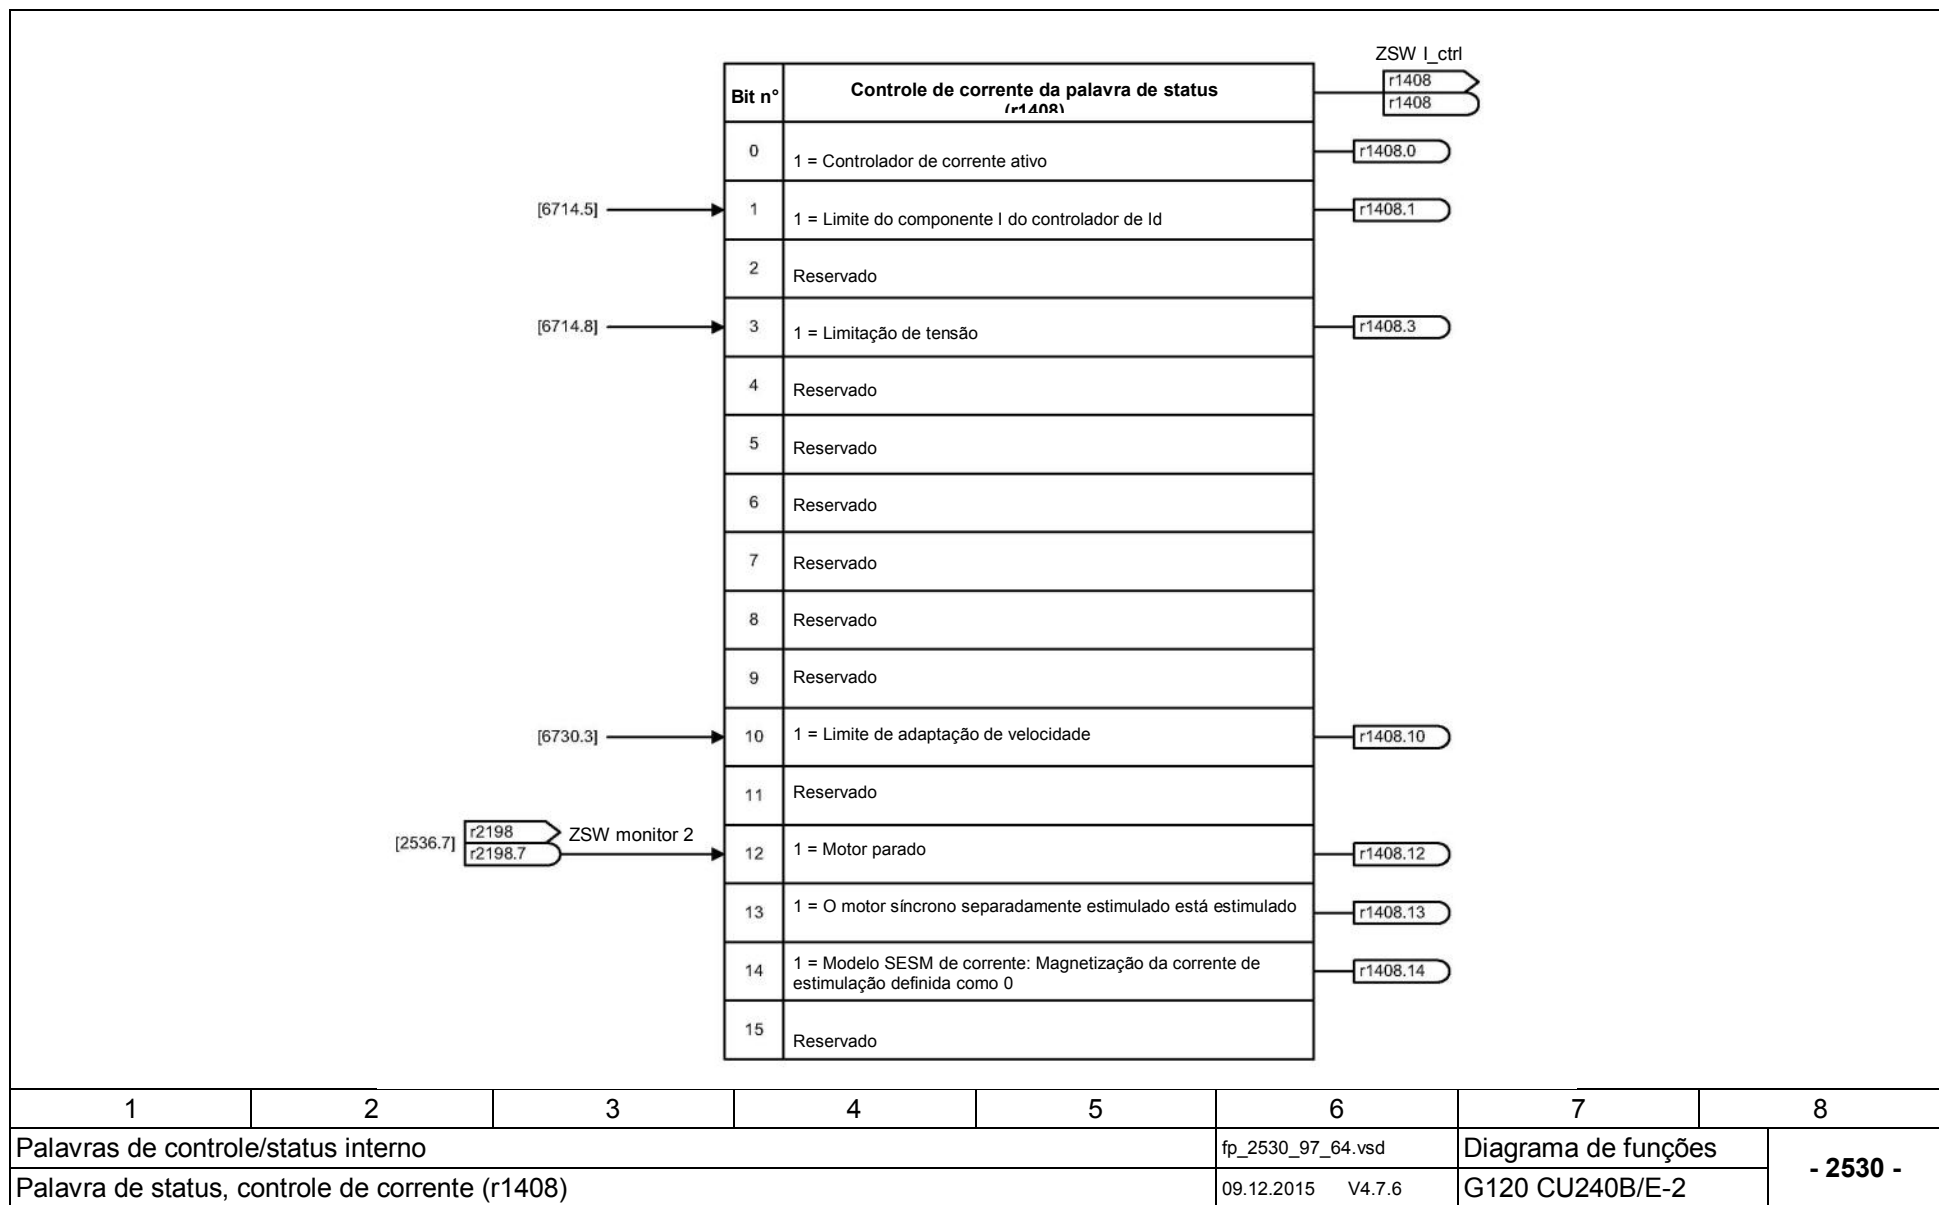 ZSW I_ctrl
Bit n° Controle de corrente da palavra de status r1408
(r1408) r1408
0 1 = Controlador de corrente ativo r1408.0
[6714.5] 1 1 = Limite do componente I do controlador de Id r1408.1
2 Reservado
[6714.8] 3 1 = Limitação de tensão r1408.3
4 Reservado
5 Reservado
6 Reservado
7 Reservado
8 Reservado
9 Reservado
[6730.3] 10 1 = Limite de adaptação de velocidade r1408.10
11 Reservado
[2536.7] r2198 ZSW monitor 2
r2198.7 12 1 = Motor parado r1408.12
13 1 = O motor síncrono separadamente estimulado está estimulado r1408.13
14 1 = Modelo SESM de corrente: Magnetização da corrente de r1408.14
estimulação definida como 0
15 Reservado
1 2 3 4 5 6 7 8
Palavras de controle/status interno fp_2530_97_64.vsd Diagrama de funções - 2530 -
Palavra de status, controle de corrente (r1408) 09.12.2015 V4.7.6 G120 CU240B/E-2